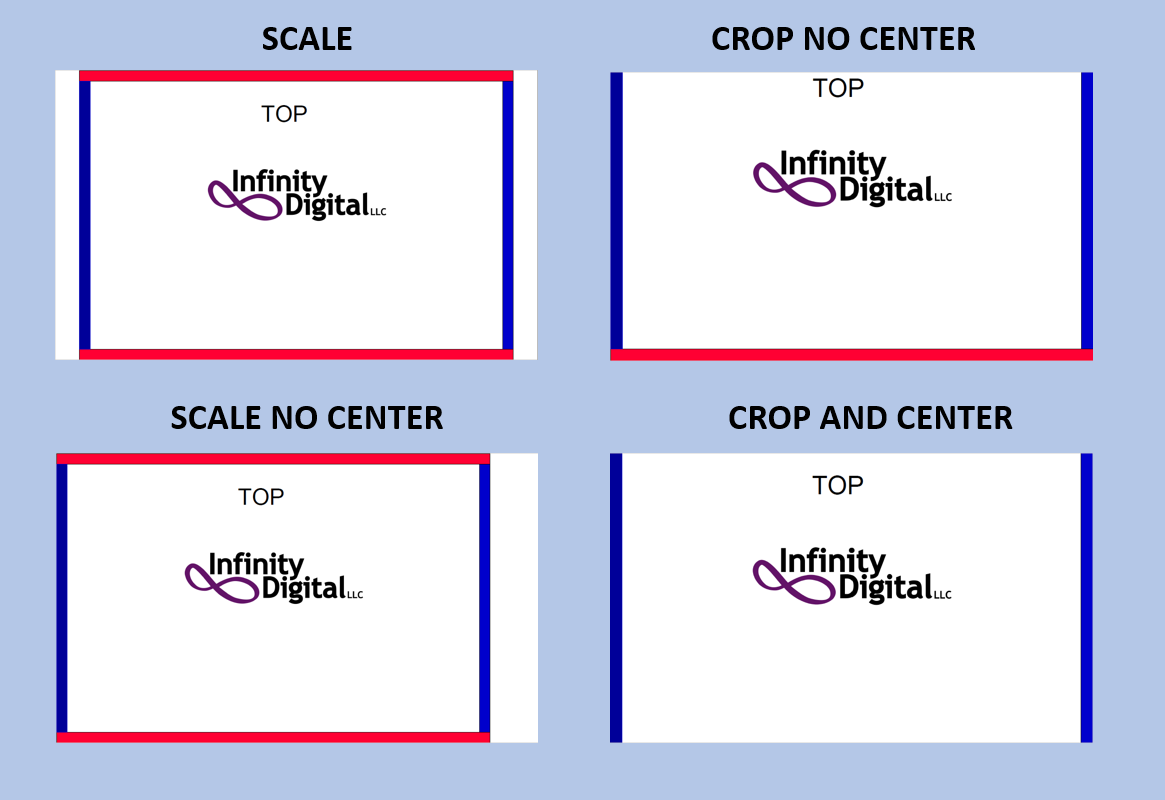 SCALE
TOP
Infinity
Digital LLC
CROP NO CENTER
TOP
Infinity
Digital LLC
SCALE NO CENTER
TOP
Infinity
Digital LLC
CROP AND CENTER
TOP
Infinity
Digital LLC